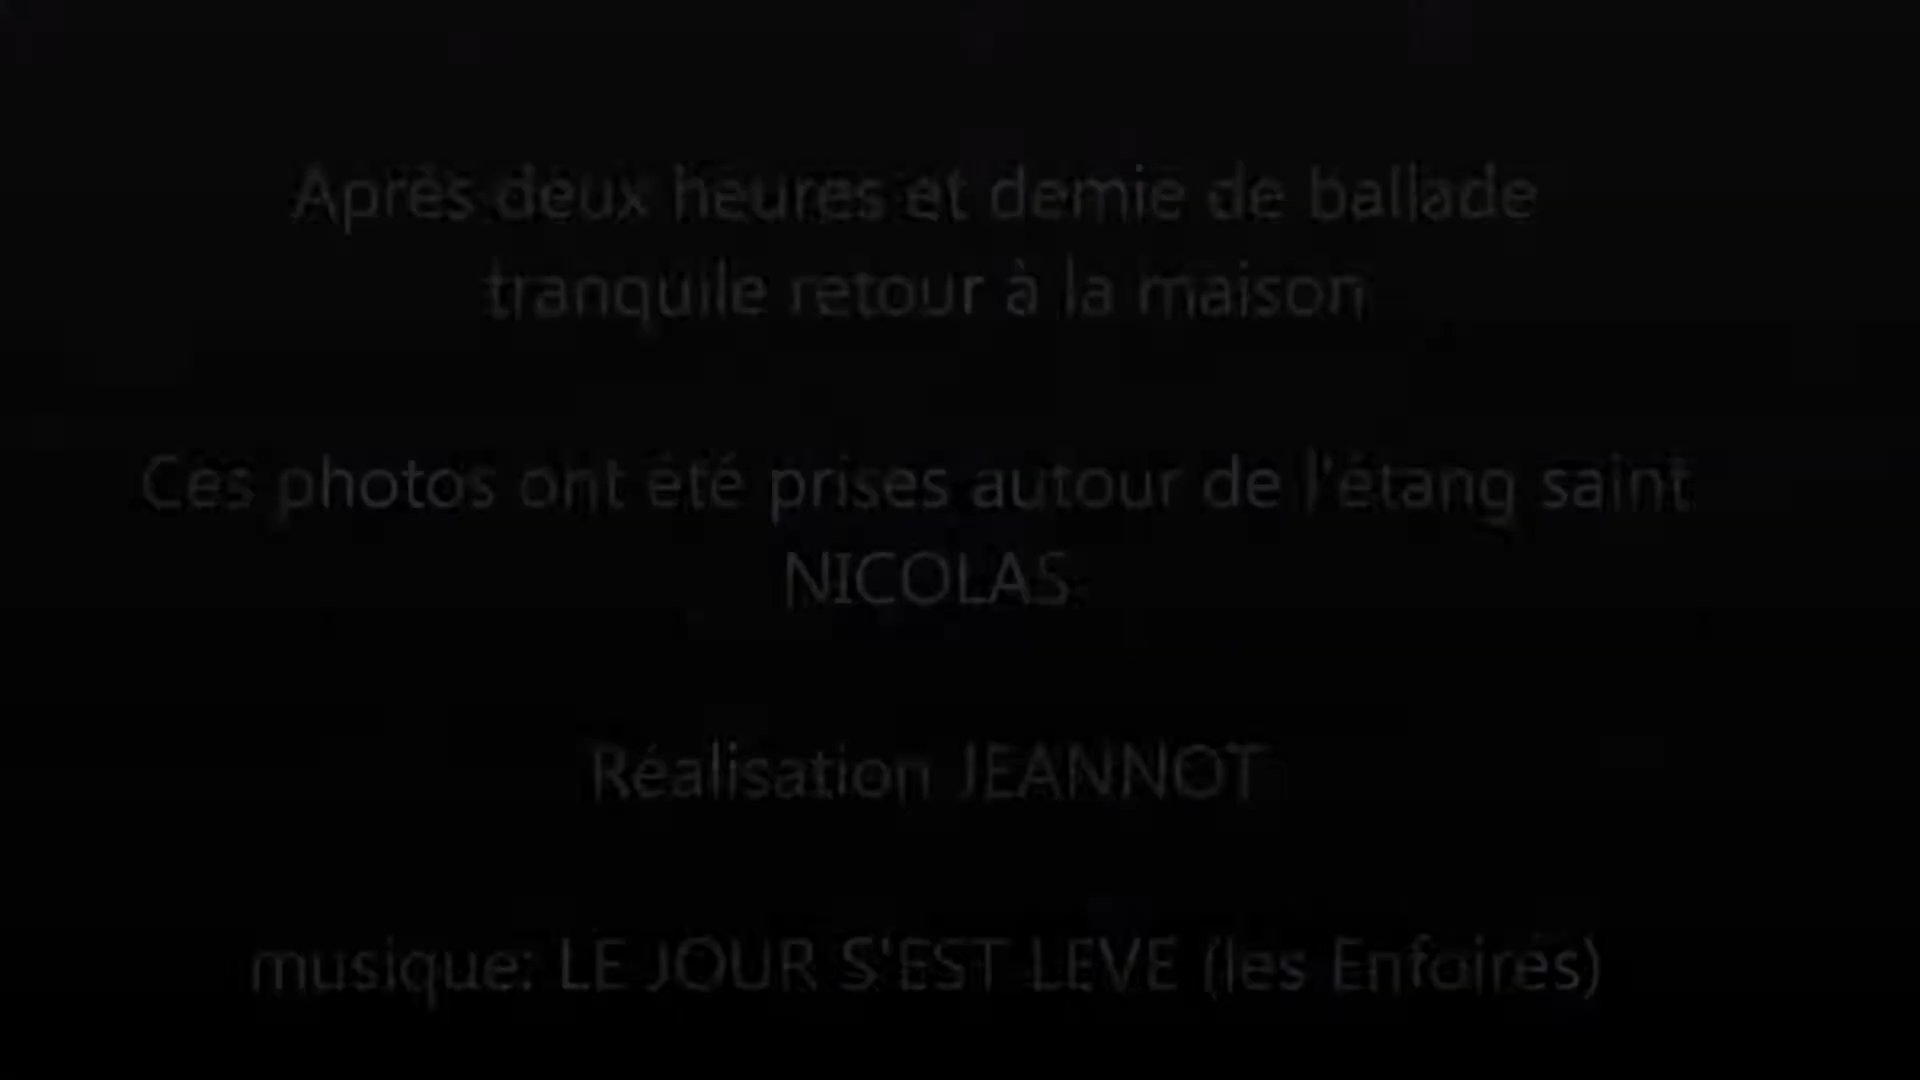 Après deux heures et demie de ballade
tranquile retour à la maison
Ces photos ont été prises autour de l'étang saint
NICOLAS
Réalisation JEANNOT
musique: LE JOUR S'EST LEVE (les Enfoirés)